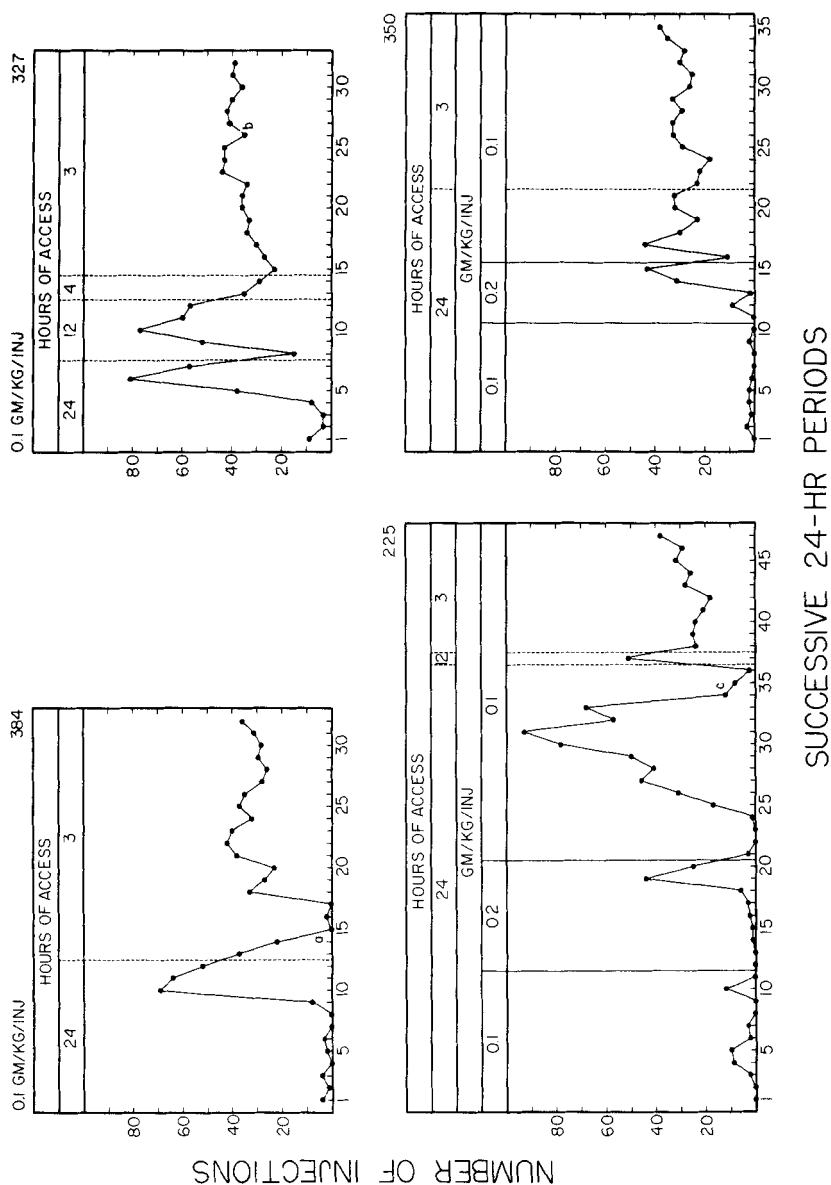 384
0.1 GM/KG/INJ
HOURS OF ACCESS
24 3
80
60
40
20
a
1 5 10 15 20 25 30
327
0.1 GM/KG/INJ
HOURS OF ACCESS
24 12 4 3
80
60
40
20
b
1 5 10 15 20 25 30
225
HOURS OF ACCESS
24 12 3
GM/KG/INJ
0.1 0.2 0.1
80
60
40
20
c
1 5 10 15 20 25 30 35 40 45
350
HOURS OF ACCESS
24 3
GM/KG/INJ
0.1 0.2 0.1
80
60
40
20
1 5 10 15 20 25 30 35
NUMBER OF INJECTIONS
SUCCESSIVE 24-HR PERIODS